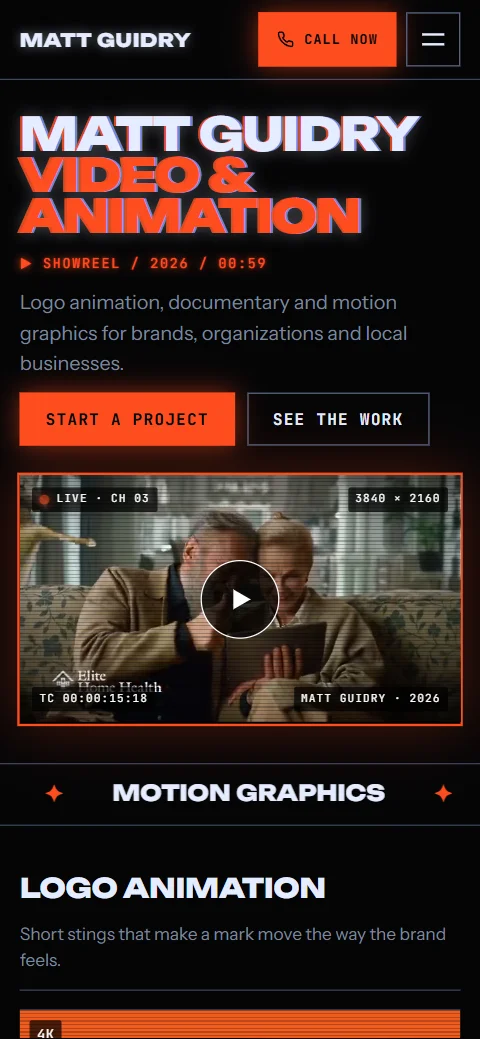 MATT GUIDRY
CALL NOW
MATT GUIDRY
VIDEO &
ANIMATION
SHOWREEL / 2026 / 00:59
Logo animation, documentary and motion
graphics for brands, organizations and local
businesses.
START A PROJECT
SEE THE WORK
LIVE · CH 03
3840 × 2160
Elite
Home Health
TC 00:00:15:18
MATT GUIDRY · 2026
MOTION GRAPHICS
LOGO ANIMATION
Short stings that make a mark move the way the brand
feels.
4K